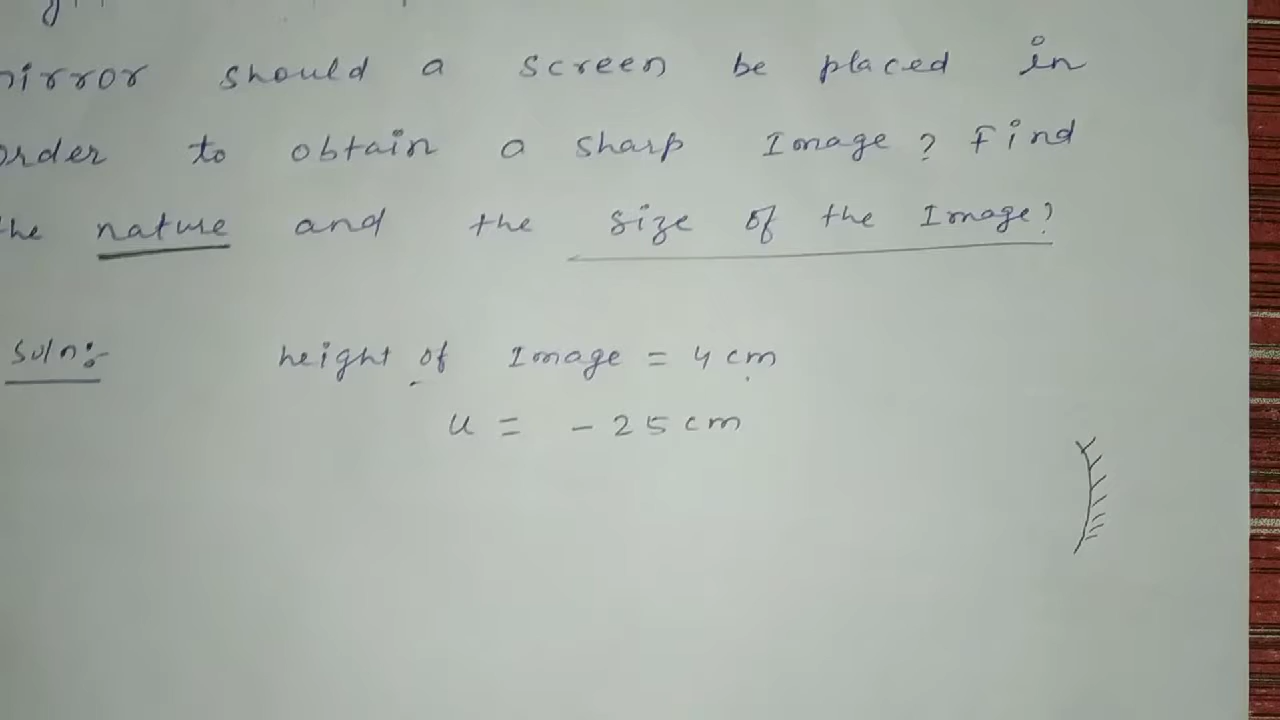 mirror should a screen be placed in
order to obtain a sharp Image? Find
the nature and the size of the Image?
Soln:-
height of Image = 4 cm
u = - 25 cm